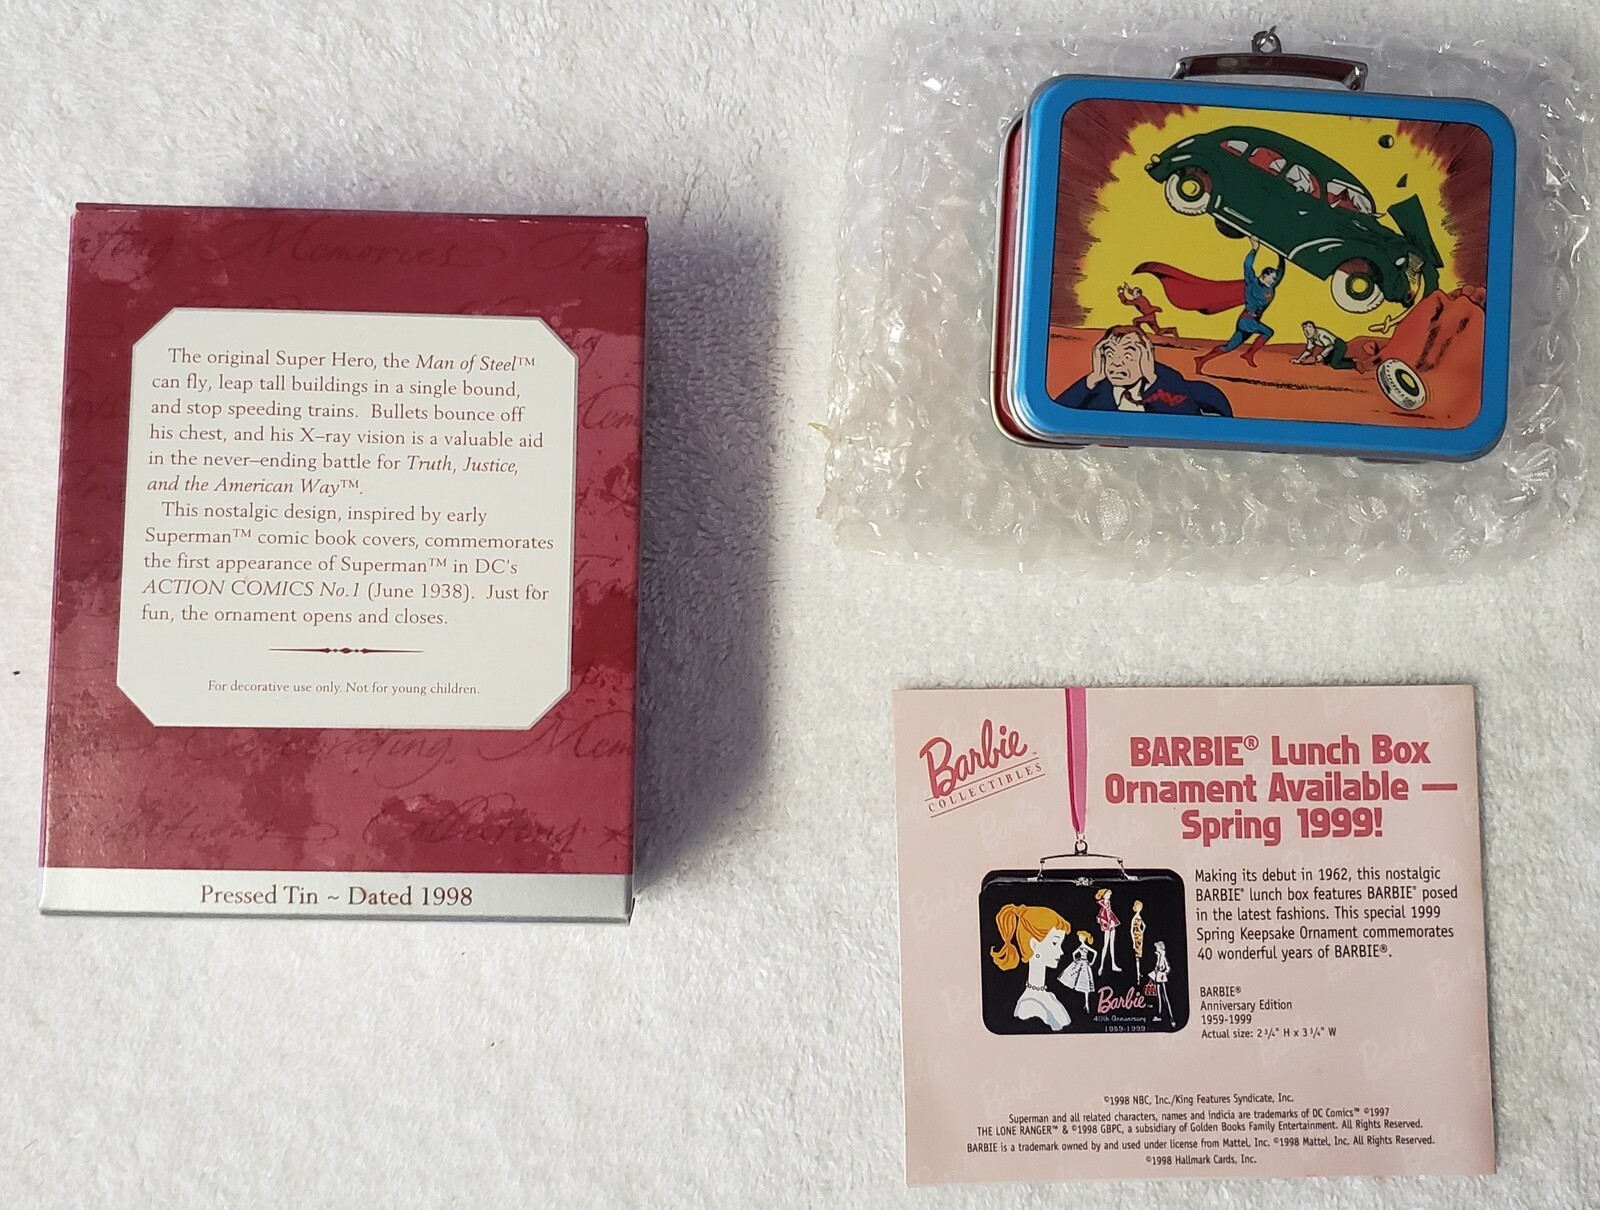 Memories
The original Super Hero, the Man of Steel™
can fly, leap tall buildings in a single bound,
and stop speeding trains. Bullets bounce off
his chest, and his X–ray vision is a valuable aid
in the never–ending battle for Truth, Justice,
and the American Way™.
This nostalgic design, inspired by early
Superman™ comic book covers, commemorates
the first appearance of Superman™ in DC's
ACTION COMICS No.1 (June 1938). Just for
fun, the ornament opens and closes.
For decorative use only. Not for young children.
Celebrating Mem
Collecting
Pressed Tin ~ Dated 1998
Barbie™
COLLECTIBLES
BARBIE® Lunch Box
Ornament Available —
Spring 1999!
Making its debut in 1962, this nostalgic
BARBIE® lunch box features BARBIE® posed
in the latest fashions. This special 1999
Spring Keepsake Ornament commemorates
40 wonderful years of BARBIE®.
Barbie™
40th Anniversary
1959-1999
BARBIE®
Anniversary Edition
1959-1999
Actual size: 2 3/4" H x 3 1/4" W
©1998 NBC, Inc./King Features Syndicate, Inc.
Superman and all related characters, names and indicia are trademarks of DC Comics™ ©1997
THE LONE RANGER™ & ©1998 GBPC, a subsidiary of Golden Books Family Entertainment. All Rights Reserved.
BARBIE is a trademark owned by and used under license from Mattel, Inc. ©1998 Mattel, Inc. All Rights Reserved.
©1998 Hallmark Cards, Inc.